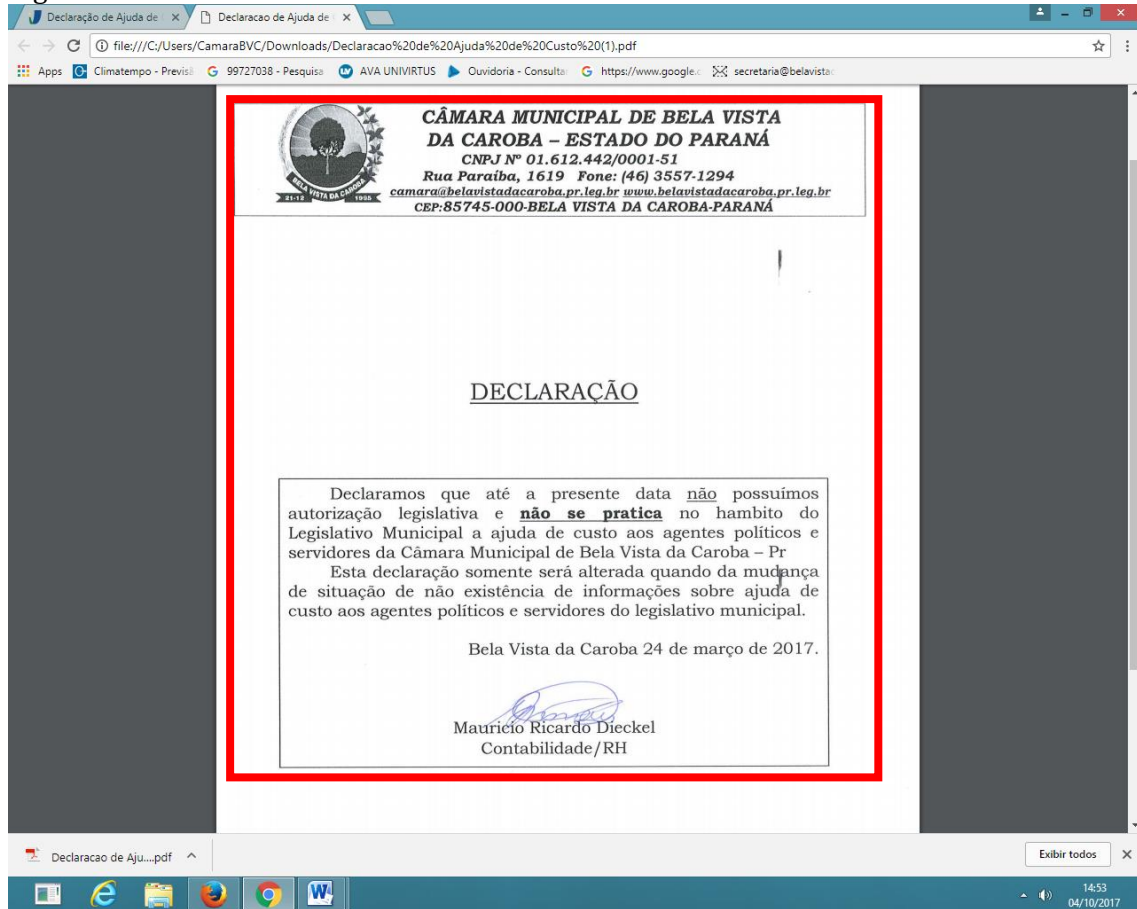 Declaração de Ajuda de
Declaracao de Ajuda de
file:///C:/Users/CamaraBVC/Downloads/Declaracao%20de%20Ajuda%20de%20Custo%20(1).pdf
Apps Climatempo - Previsã 99727038 - Pesquisa AVA UNIVIRTUS Ouvidoria - Consulta https://www.google.c secretaria@belavistac
CÂMARA MUNICIPAL DE BELA VISTA
DA CAROBA – ESTADO DO PARANÁ
CNPJ Nº 01.612.442/0001-51
Rua Paraíba, 1619 Fone: (46) 3557-1294
camara@belavistadacaroba.pr.leg.br www.belavistadacaroba.pr.leg.br
CEP:85745-000-BELA VISTA DA CAROBA-PARANÁ
BELA VISTA DA CAROBA
21-12 1995
DECLARAÇÃO
Declaramos que até a presente data não possuímos
autorização legislativa e não se pratica no hambito do
Legislativo Municipal a ajuda de custo aos agentes políticos e
servidores da Câmara Municipal de Bela Vista da Caroba – Pr
Esta declaração somente será alterada quando da mudança
de situação de não existência de informações sobre ajuda de
custo aos agentes políticos e servidores do legislativo municipal.
Bela Vista da Caroba 24 de março de 2017.
Mauricio Ricardo Dieckel
Contabilidade/RH
Declaracao de Aju....pdf
Exibir todos
14:53
04/10/2017